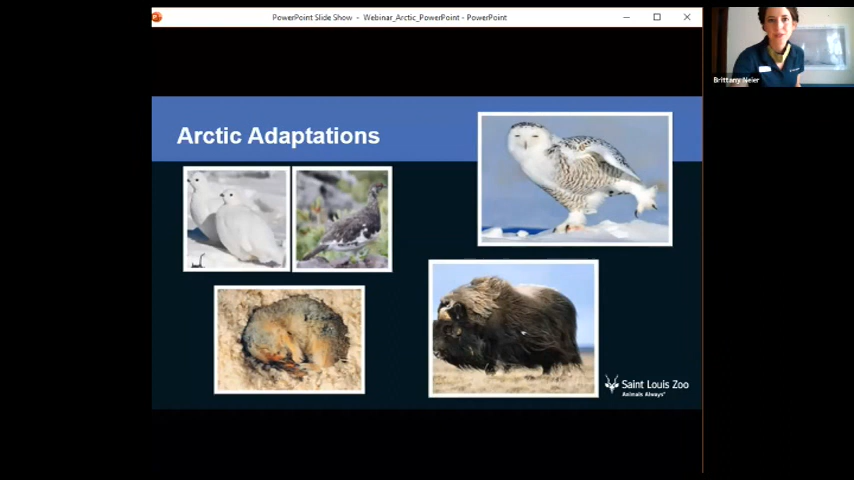 PowerPoint Slide Show - Webinar_Arctic_PowerPoint - PowerPoint
Brittany Neier
Arctic Adaptations
Saint Louis Zoo
Animals Always®